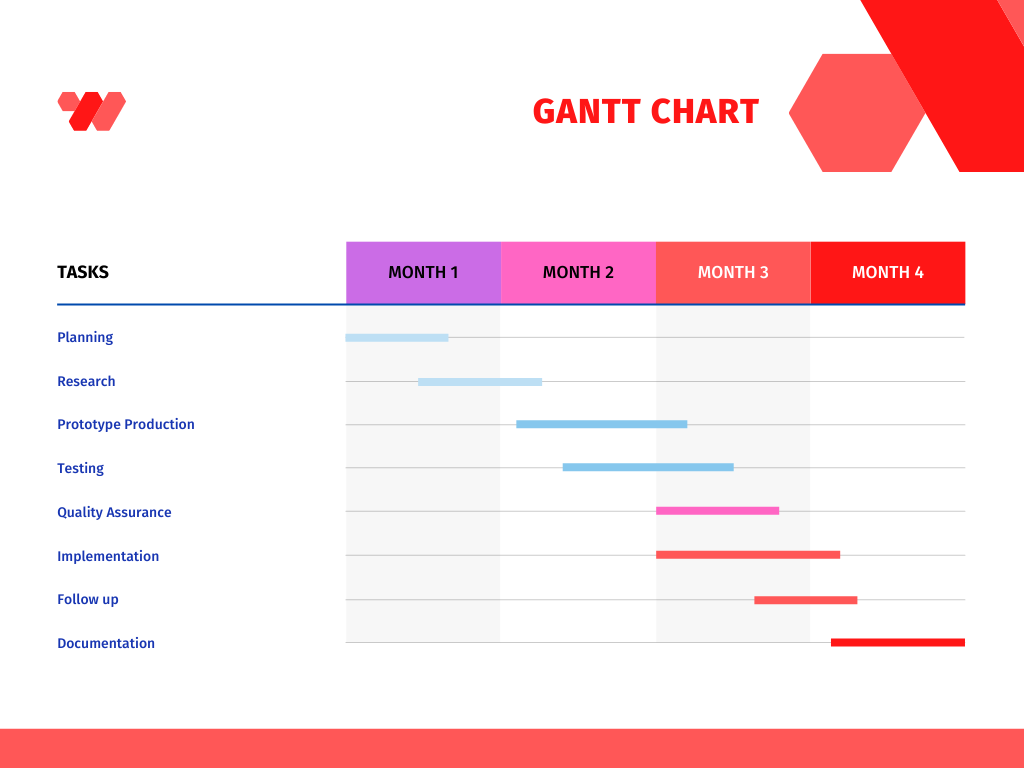 GANTT CHART
TASKS MONTH 1 MONTH 2 MONTH 3 MONTH 4
Planning
Research
Prototype Production
Testing
Quality Assurance
Implementation
Follow up
Documentation